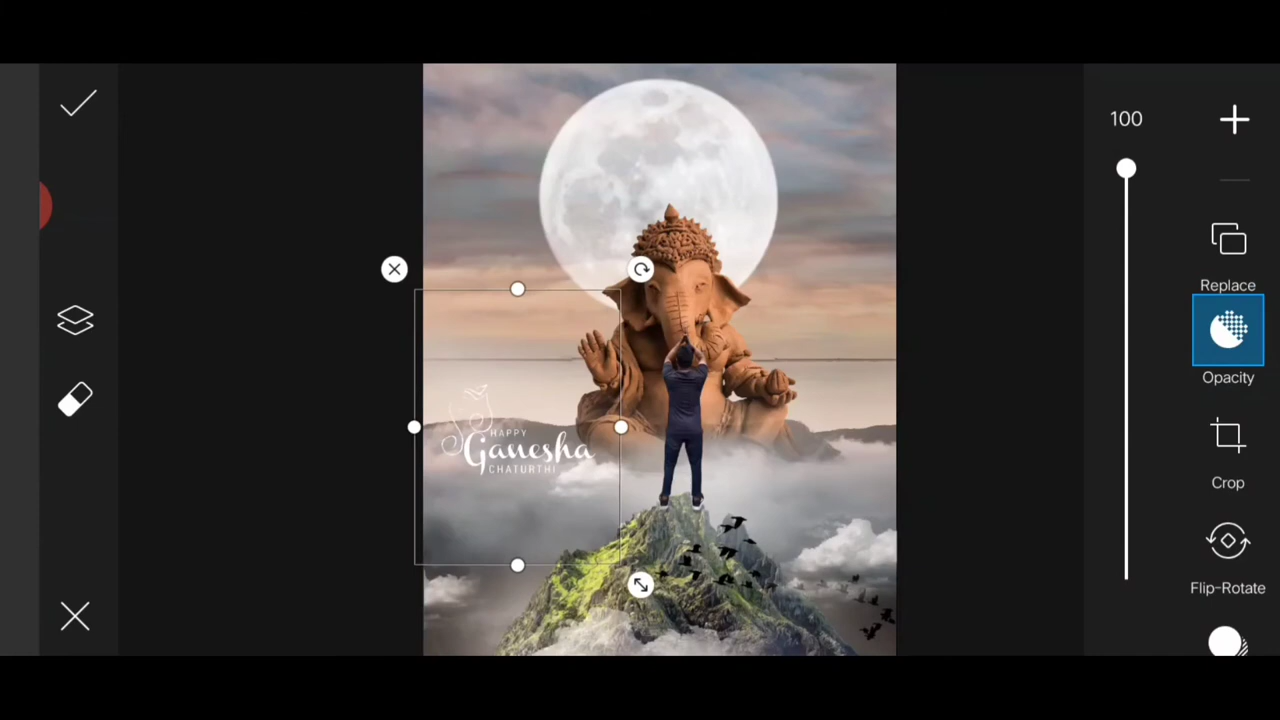 100
Replace
Opacity
Crop
Flip-Rotate
HAPPY
Ganesha
CHATURTHI